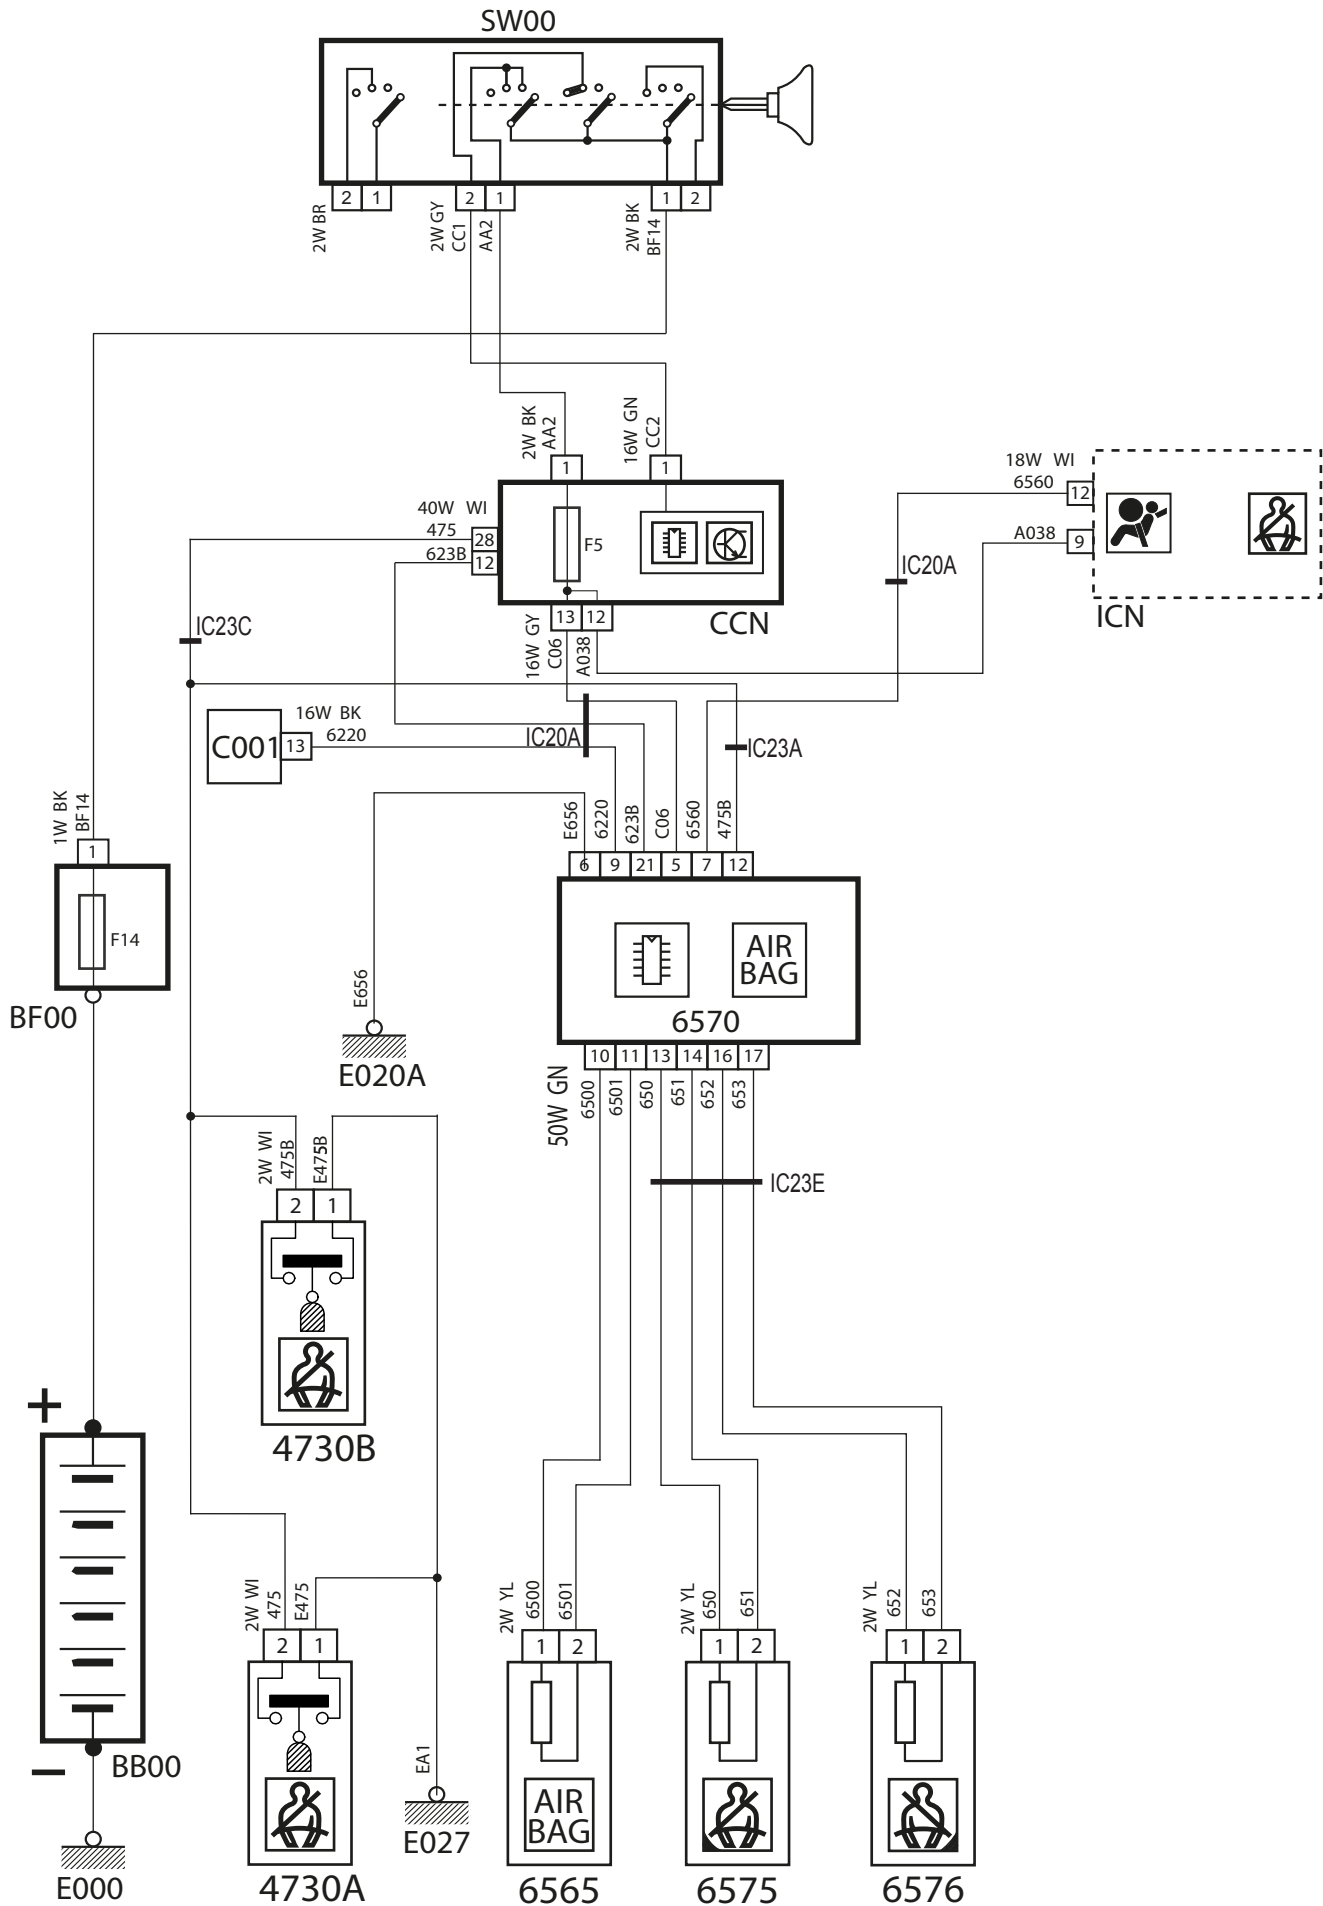 SW00
2 1 2 1 1 2
2W BR
2W GY
CC1
AA2
2W BK
BF14
2W BK
AA2
16W GN
CC2
1 1
40W WI
475
28
623B
12
F5
CCN
13 12
16W GY
C06
A038
18W WI
6560
12
A038
9
ICN
IC20A
IC23C
C001
13
16W BK
6220
IC20A
IC23A
1W BK
BF14
1
F14
BF00
E656
6220
623B
C06
6560
475B
6 9 21 5 7 12
AIR
BAG
6570
10 11 13 14 16 17
50W GN
6500
6501
650
651
652
653
E656
E020A
IC23E
2W WI
475B
E475B
2 1
4730B
+
−
BB00
E000
2W WI
475
E475
2 1
4730A
EA1
E027
2W YL
6500
6501
1 2
AIR
BAG
6565
2W YL
650
651
1 2
6575
2W YL
652
653
1 2
6576